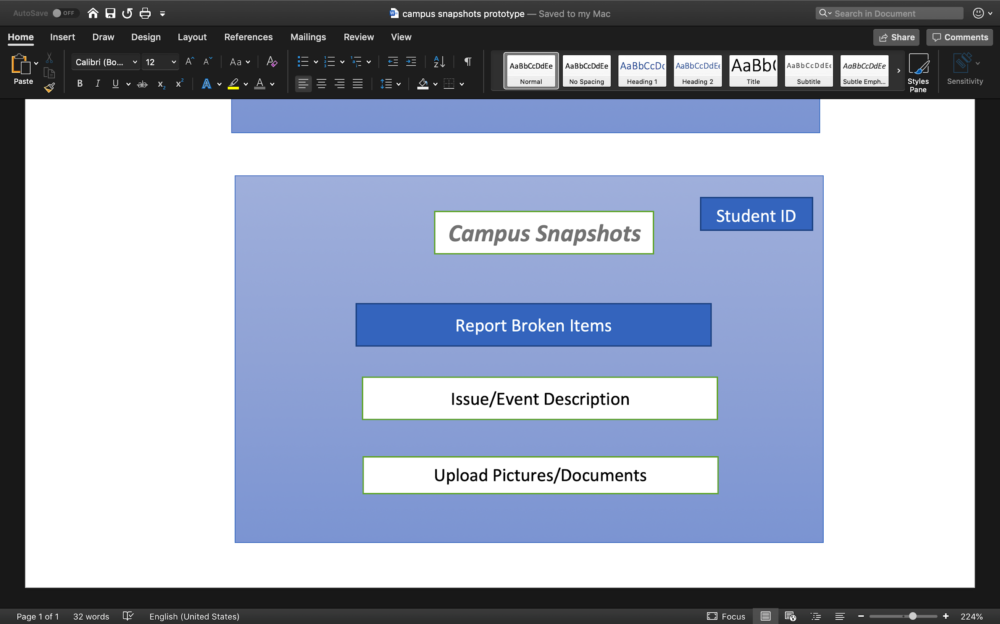 AutoSave OFF campus snapshots prototype — Saved to my Mac Search in Document
Home Insert Draw Design Layout References Mailings Review View Share Comments
Paste Calibri (Bo... 12 Aa
AaBbCcDdEe AaBbCcDdEe AaBbCcDc AaBbCcDdEe AaBb( AaBbCcDdEe AaBbCcDdEe
Normal No Spacing Heading 1 Heading 2 Title Subtitle Subtle Emph... Styles Pane Sensitivity
Student ID
Campus Snapshots
Report Broken Items
Issue/Event Description
Upload Pictures/Documents
Page 1 of 1 32 words English (United States) Focus 224%